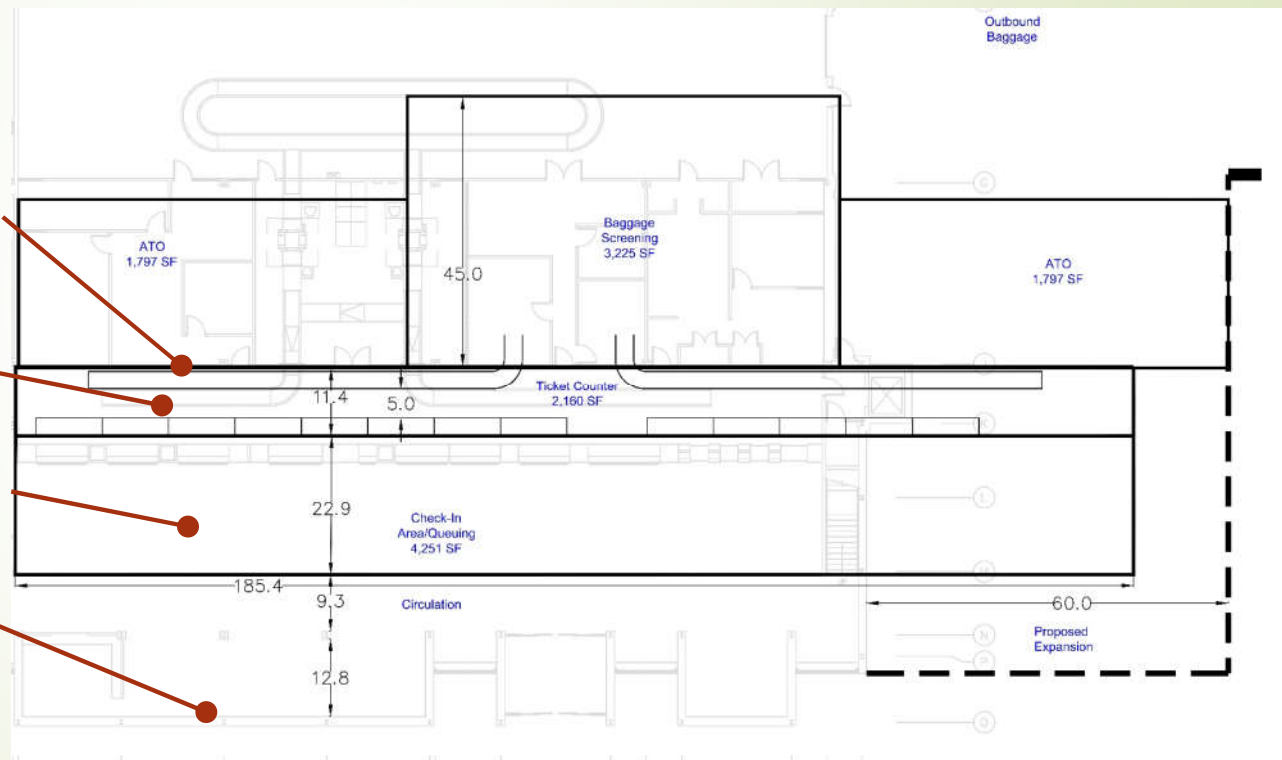 Outbound
Baggage
G
ATO
1,797 SF
Baggage
Screening
3,225 SF
45.0
ATO
1,797 SF
Ticket Counter
2,160 SF
11.4
5.0
K
22.9
L
Check-In
Area/Queuing
4,251 SF
185.4
9.3
Circulation
60.0
N
Proposed
Expansion
P
12.8
Q